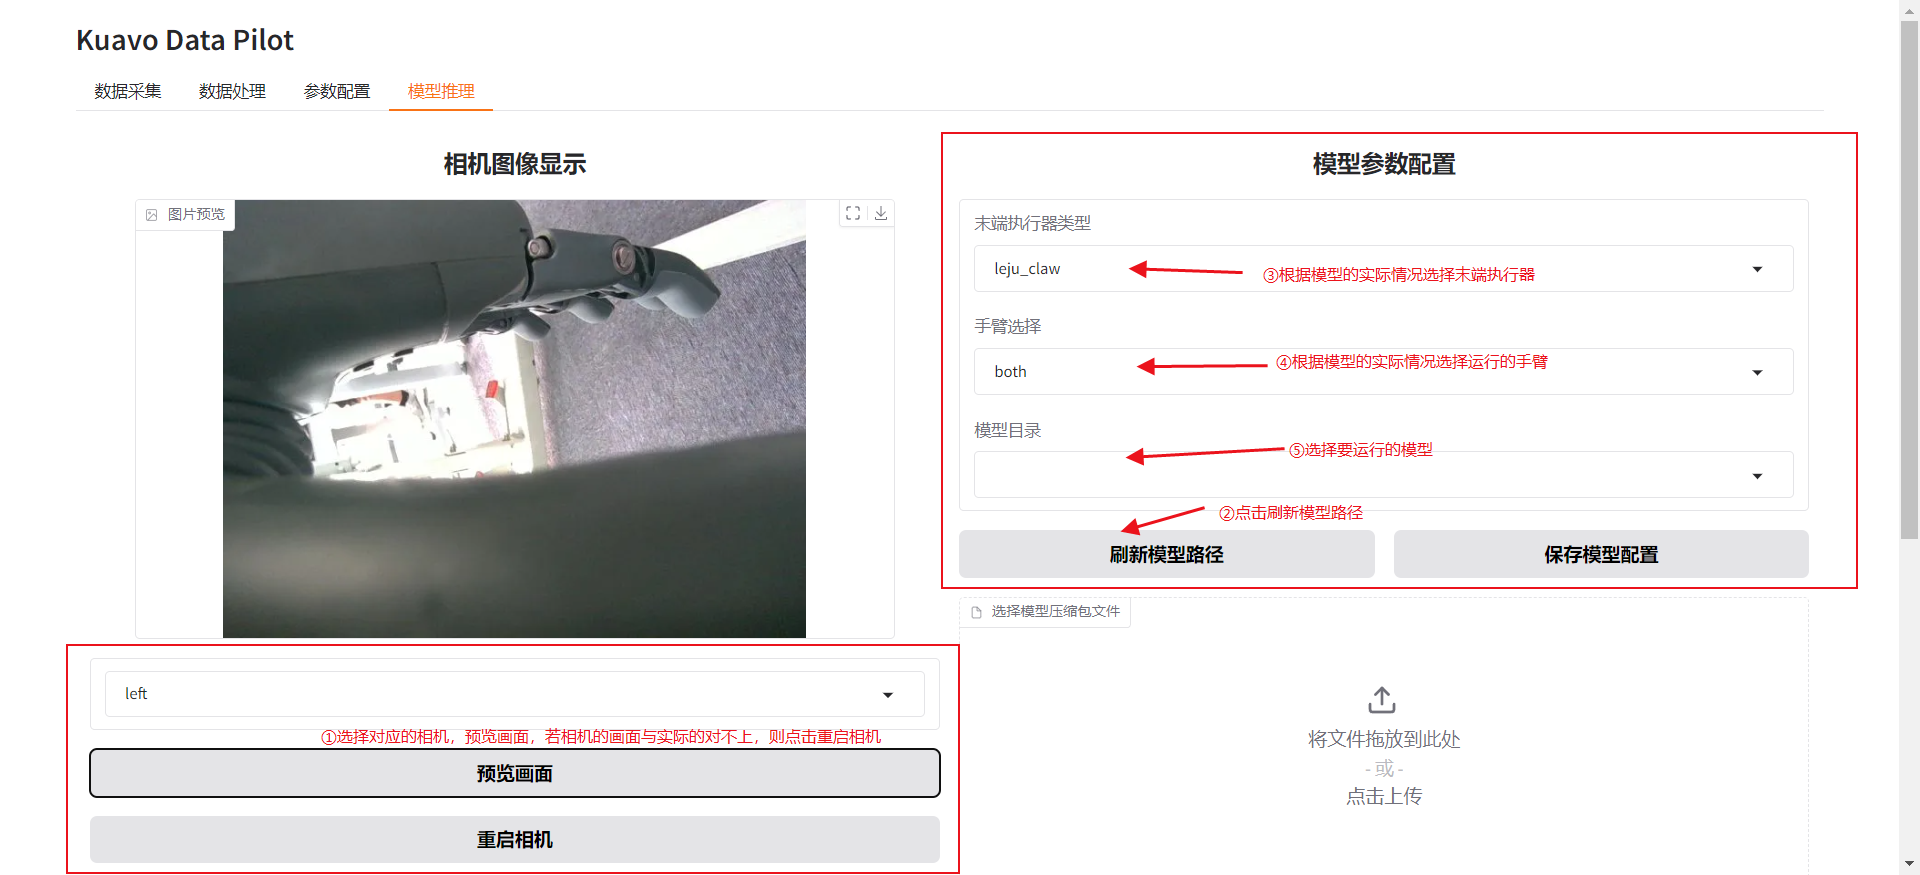 Kuavo Data Pilot
数据采集 数据处理 参数配置 模型推理
相机图像显示
图片预览
left
①选择对应的相机，预览画面，若相机的画面与实际的对不上，则点击重启相机
预览画面
重启相机
模型参数配置
末端执行器类型
leju_claw
③根据模型的实际情况选择末端执行器
手臂选择
both
④根据模型的实际情况选择运行的手臂
模型目录
⑤选择要运行的模型
②点击刷新模型路径
刷新模型路径 保存模型配置
选择模型压缩包文件
将文件拖放到此处
- 或 -
点击上传